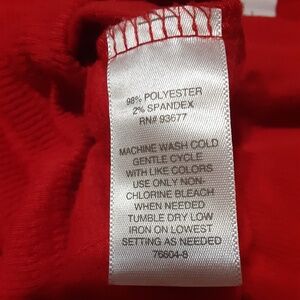 98% POLYESTER
2% SPANDEX
RN# 93677
MACHINE WASH COLD
GENTLE CYCLE
WITH LIKE COLORS
USE ONLY NON-
CHLORINE BLEACH
WHEN NEEDED
TUMBLE DRY LOW
IRON ON LOWEST
SETTING AS NEEDED
76604-8